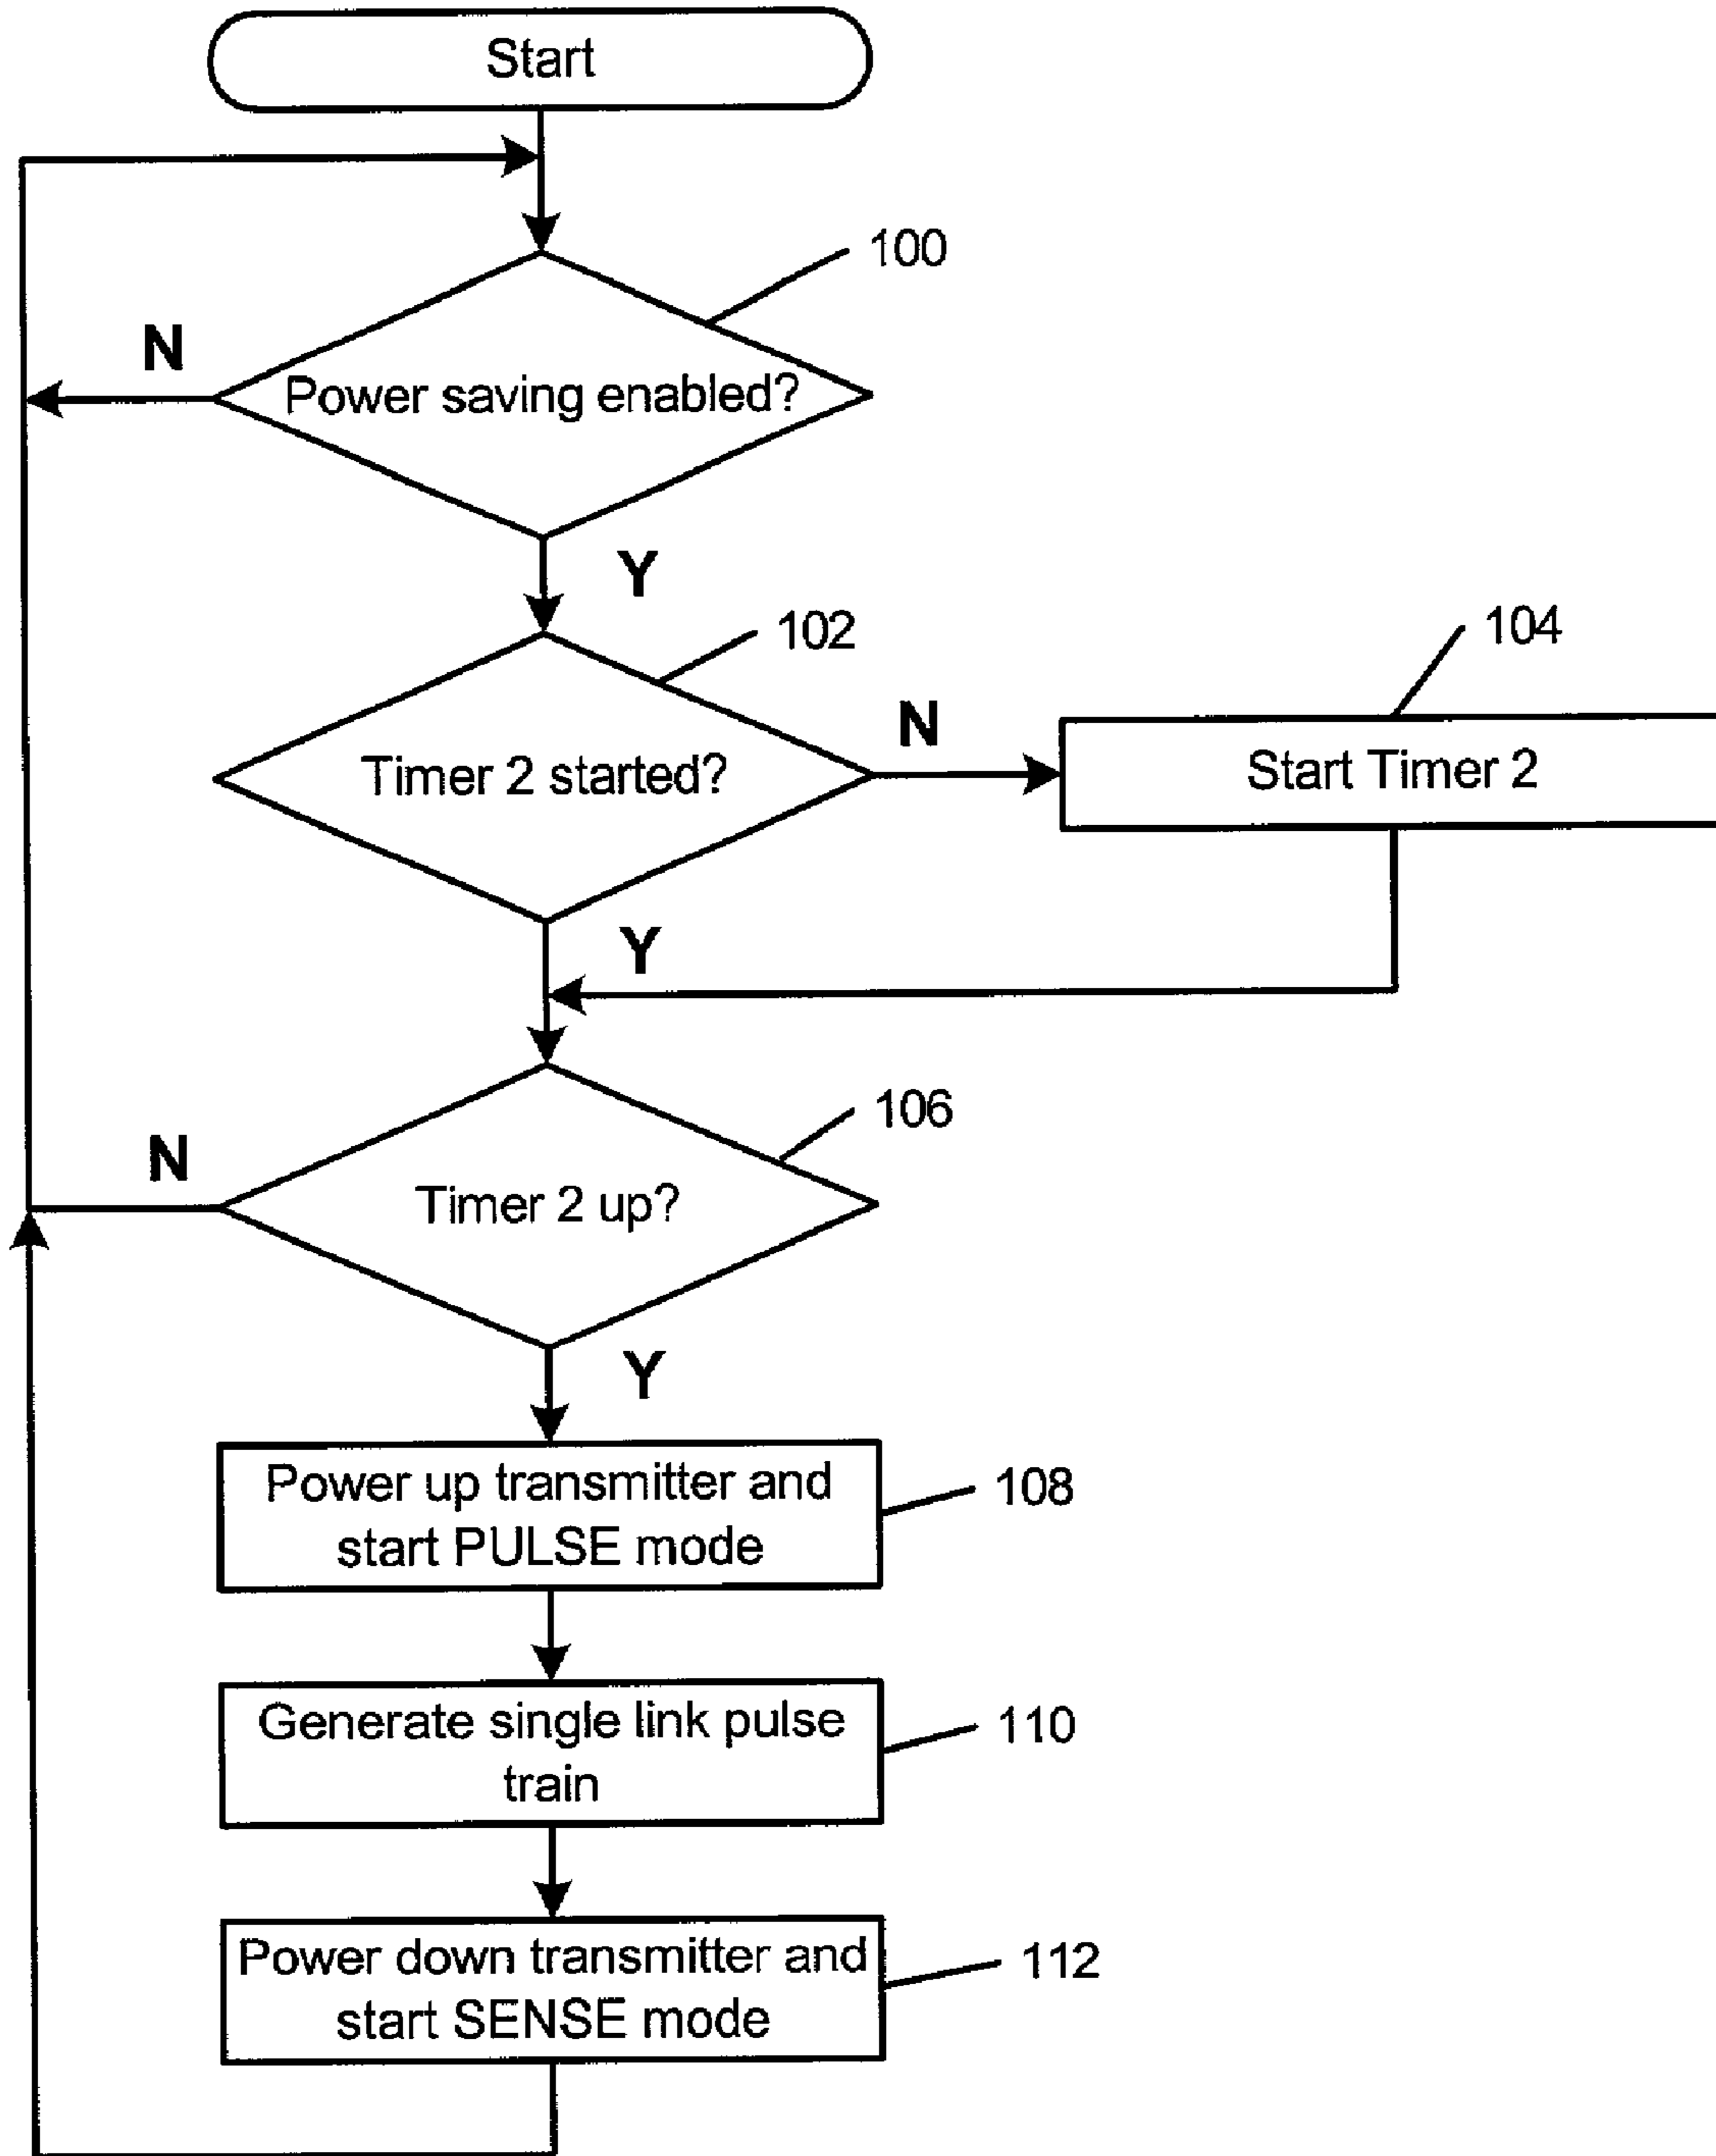 Start
100
N
Power saving enabled?
Y
102
104
N
Timer 2 started?
Start Timer 2
Y
106
N
Timer 2 up?
Y
Power up transmitter and
start PULSE mode
108
Generate single link pulse
train
110
Power down transmitter and
start SENSE mode
112